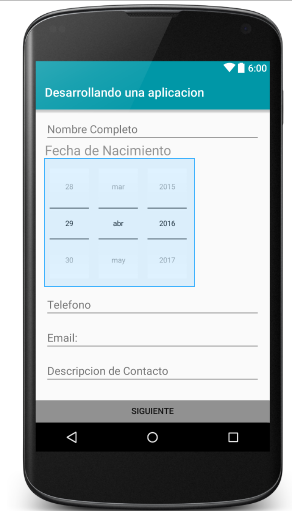 6:00
Desarrollando una aplicacion
Nombre Completo
Fecha de Nacimiento
28 mar 2015
29 abr 2016
30 may 2017
Telefono
Email:
Descripcion de Contacto
SIGUIENTE